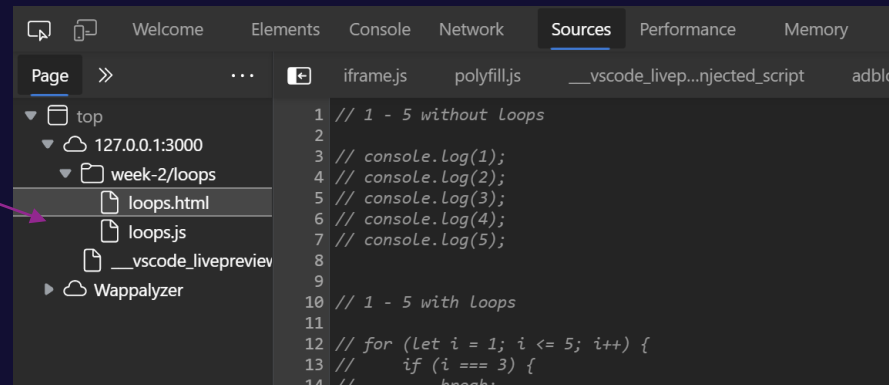 Welcome Elements Console Network Sources Performance Memory
Page » ... iframe.js polyfill.js __vscode_livep...njected_script adblo
top
127.0.0.1:3000
week-2/loops
loops.html
loops.js
__vscode_livepreview
Wappalyzer
1 // 1 - 5 without loops
2
3 // console.log(1);
4 // console.log(2);
5 // console.log(3);
6 // console.log(4);
7 // console.log(5);
8
9
10 // 1 - 5 with loops
11
12 // for (let i = 1; i <= 5; i++) {
13 //     if (i === 3) {
14 //         break;